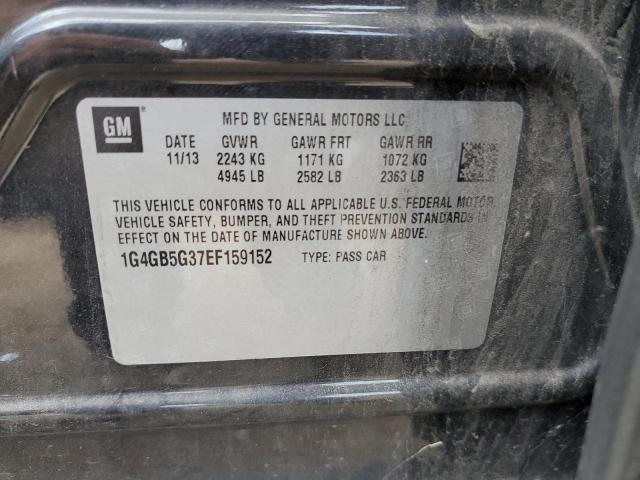 GM
MFD BY GENERAL MOTORS LLC
DATE GVWR GAWR FRT GAWR RR
11/13 2243 KG 1171 KG 1072 KG
4945 LB 2582 LB 2363 LB
THIS VEHICLE CONFORMS TO ALL APPLICABLE U.S. FEDERAL MOTOR
VEHICLE SAFETY, BUMPER, AND THEFT PREVENTION STANDARDS IN
EFFECT ON THE DATE OF MANUFACTURE SHOWN ABOVE.
1G4GB5G37EF159152 TYPE: PASS CAR